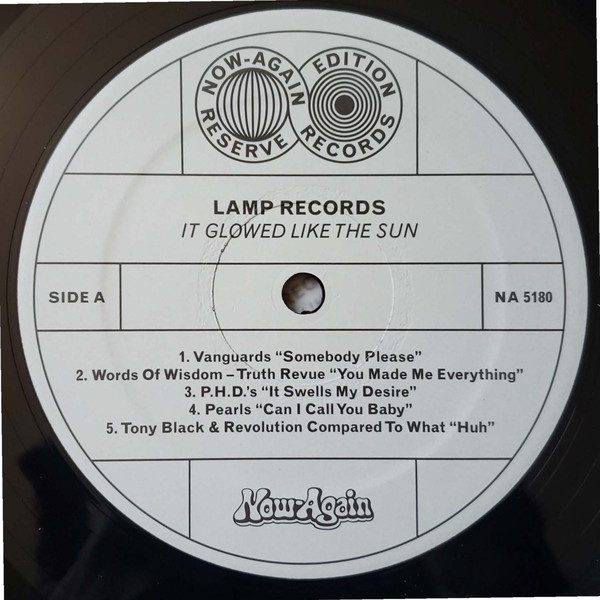 NOW-AGAIN
RESERVE
EDITION
RECORDS
LAMP RECORDS
IT GLOWED LIKE THE SUN
SIDE A
NA 5180
1. Vanguards “Somebody Please”
2. Words Of Wisdom – Truth Revue “You Made Me Everything”
3. P.H.D.'s “It Swells My Desire”
4. Pearls “Can I Call You Baby”
5. Tony Black & Revolution Compared To What “Huh”
Now-Again